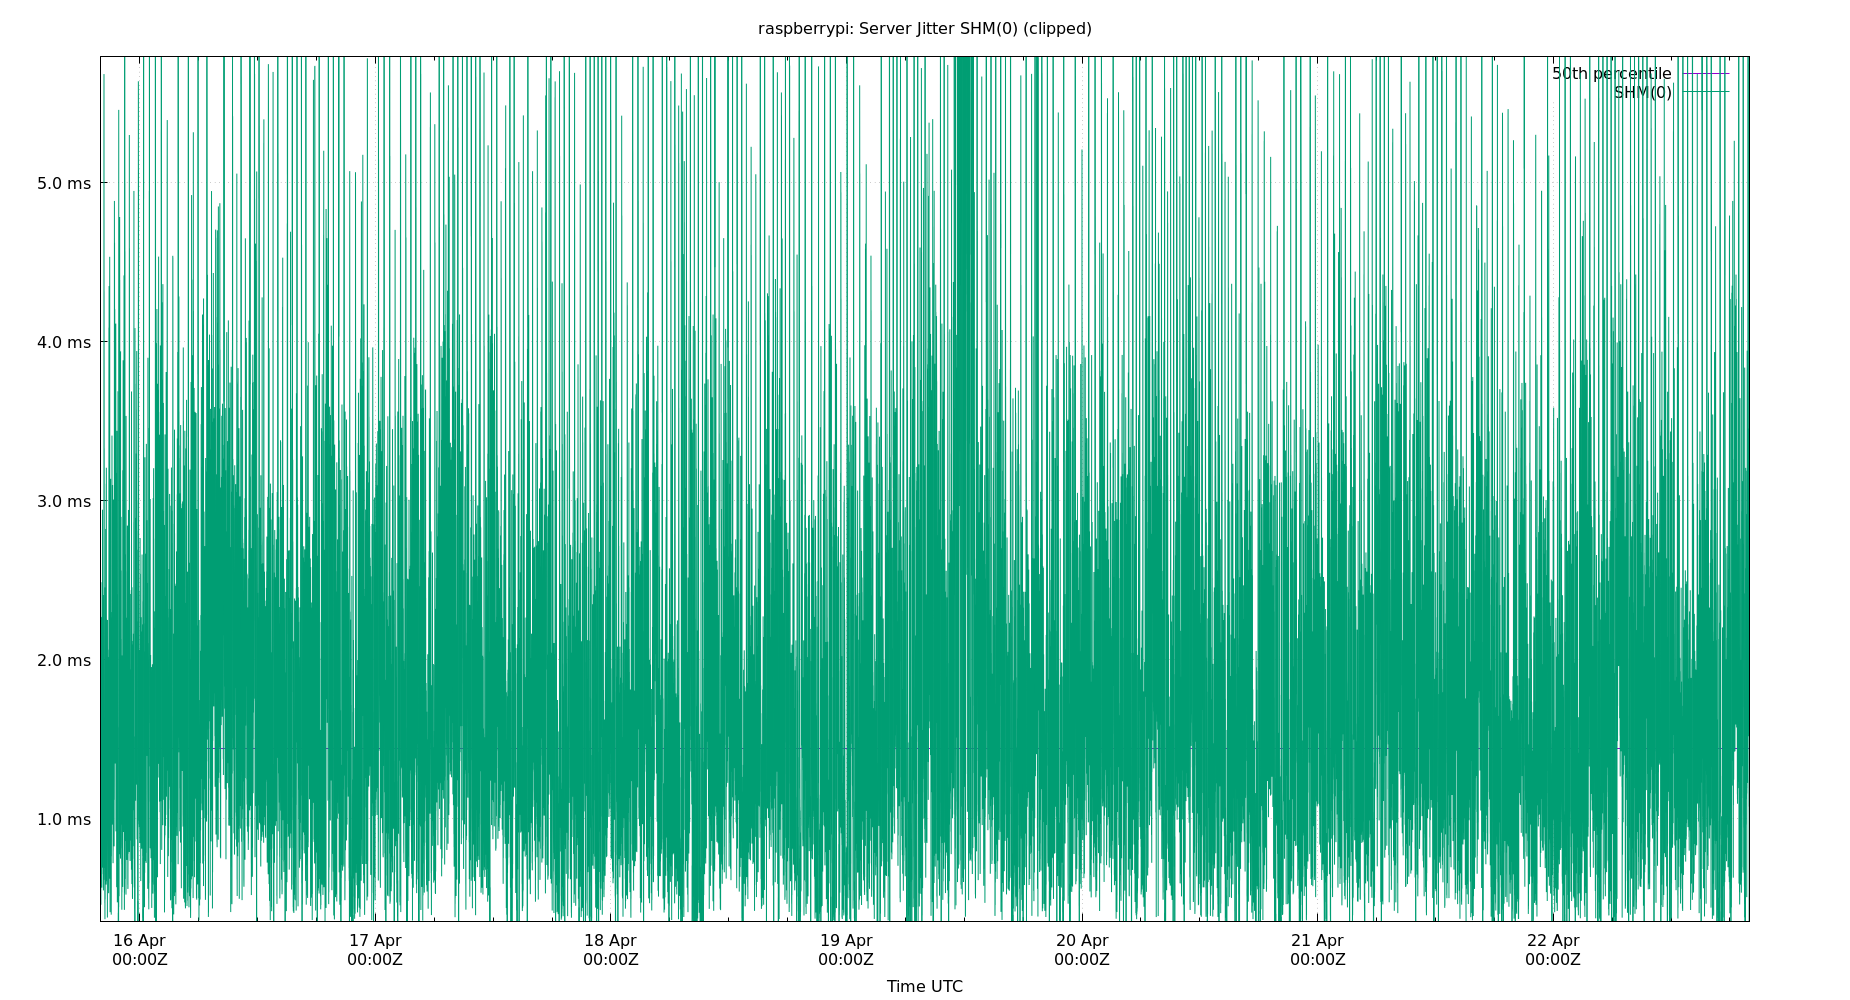 raspberrypi: Server Jitter SHM(0) (clipped)
50th percentile
SHM(0)
5.0 ms
4.0 ms
3.0 ms
2.0 ms
1.0 ms
16 Apr 17 Apr 18 Apr 19 Apr 20 Apr 21 Apr 22 Apr
00:00Z 00:00Z 00:00Z 00:00Z 00:00Z 00:00Z 00:00Z
Time UTC